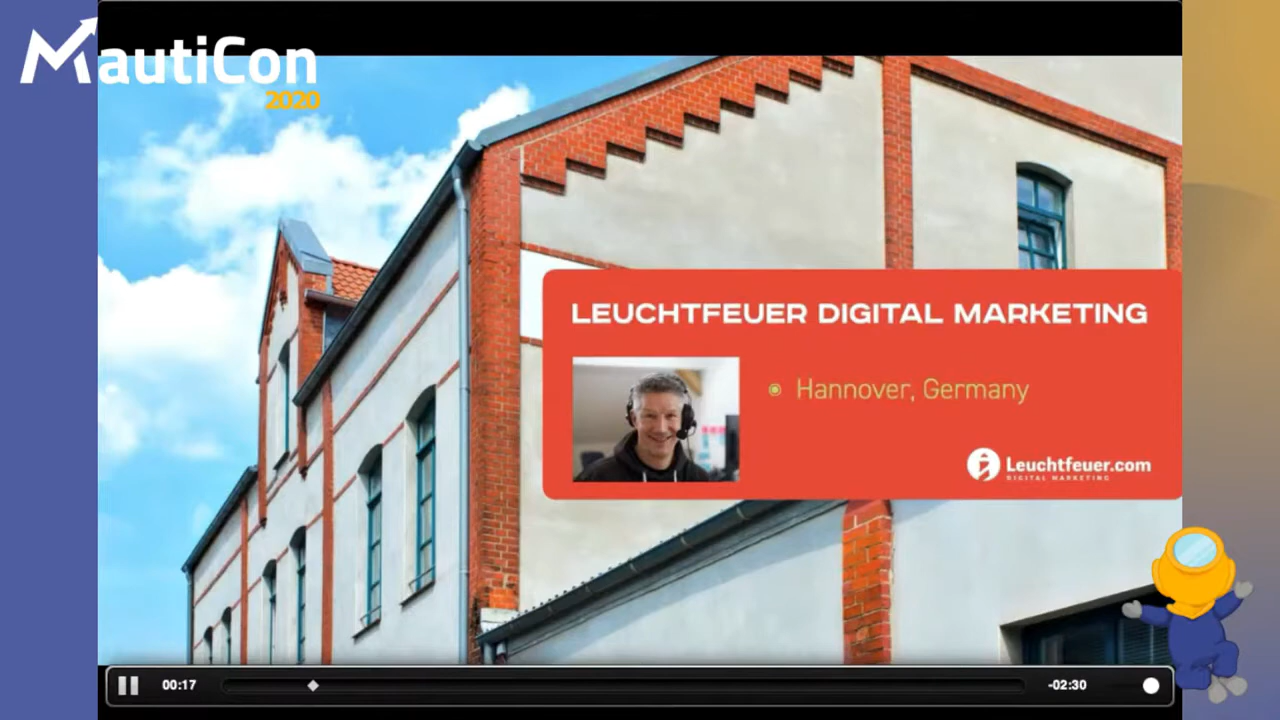 MautiCon
2020
LEUCHTFEUER DIGITAL MARKETING
Hannover, Germany
Leuchtfeuer.com
DIGITAL MARKETING
00:17
-02:30